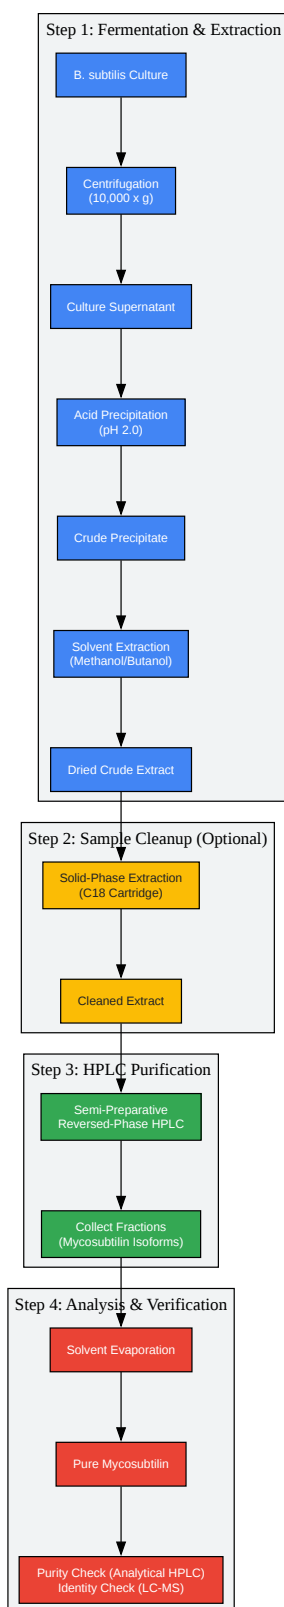 Step 1: Fermentation & Extraction
B. subtilis Culture
Centrifugation
(10,000 x g)
Culture Supernatant
Acid Precipitation
(pH 2.0)
Crude Precipitate
Solvent Extraction
(Methanol/Butanol)
Dried Crude Extract
Step 2: Sample Cleanup (Optional)
Solid-Phase Extraction
(C18 Cartridge)
Cleaned Extract
Step 3: HPLC Purification
Semi-Preparative
Reversed-Phase HPLC
Collect Fractions
(Mycosubtilin Isoforms)
Step 4: Analysis & Verification
Solvent Evaporation
Pure Mycosubtilin
Purity Check (Analytical HPLC)
Identity Check (LC-MS)